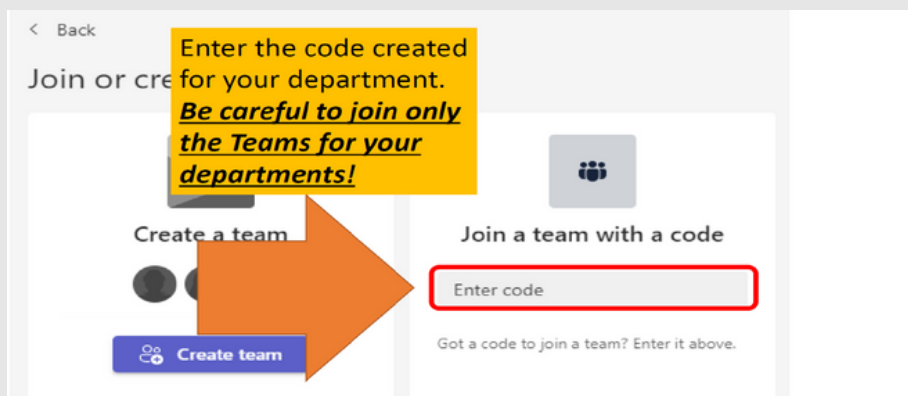 < Back
Enter the code created
for your department.
Be careful to join only
the Teams for your
departments!
Join or cre
Create a team
Create team
Join a team with a code
Enter code
Got a code to join a team? Enter it above.